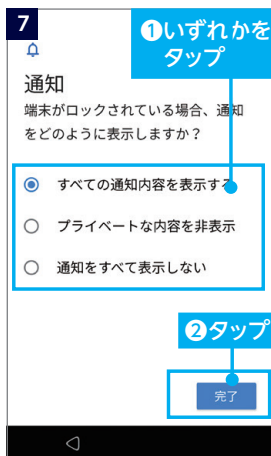 7
❶いずれかを
タップ
通知
端末がロックされている場合、通知
をどのように表示しますか？
すべての通知内容を表示する
プライベートな内容を非表示
通知をすべて表示しない
❷タップ
完了